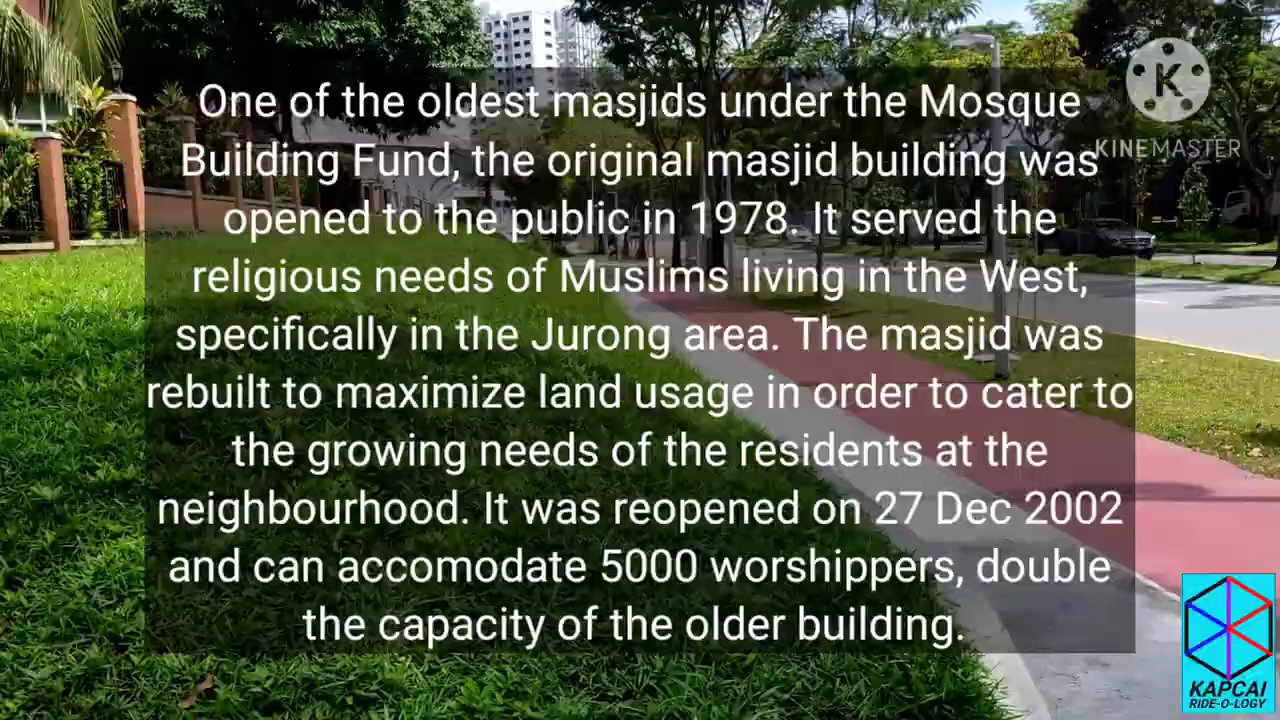 One of the oldest masjids under the Mosque
Building Fund, the original masjid building was
opened to the public in 1978. It served the
religious needs of Muslims living in the West,
specifically in the Jurong area. The masjid was
rebuilt to maximize land usage in order to cater to
the growing needs of the residents at the
neighbourhood. It was reopened on 27 Dec 2002
and can accomodate 5000 worshippers, double
the capacity of the older building.
K
KINEMASTER
KAPCAI
RIDE-O-LOGY